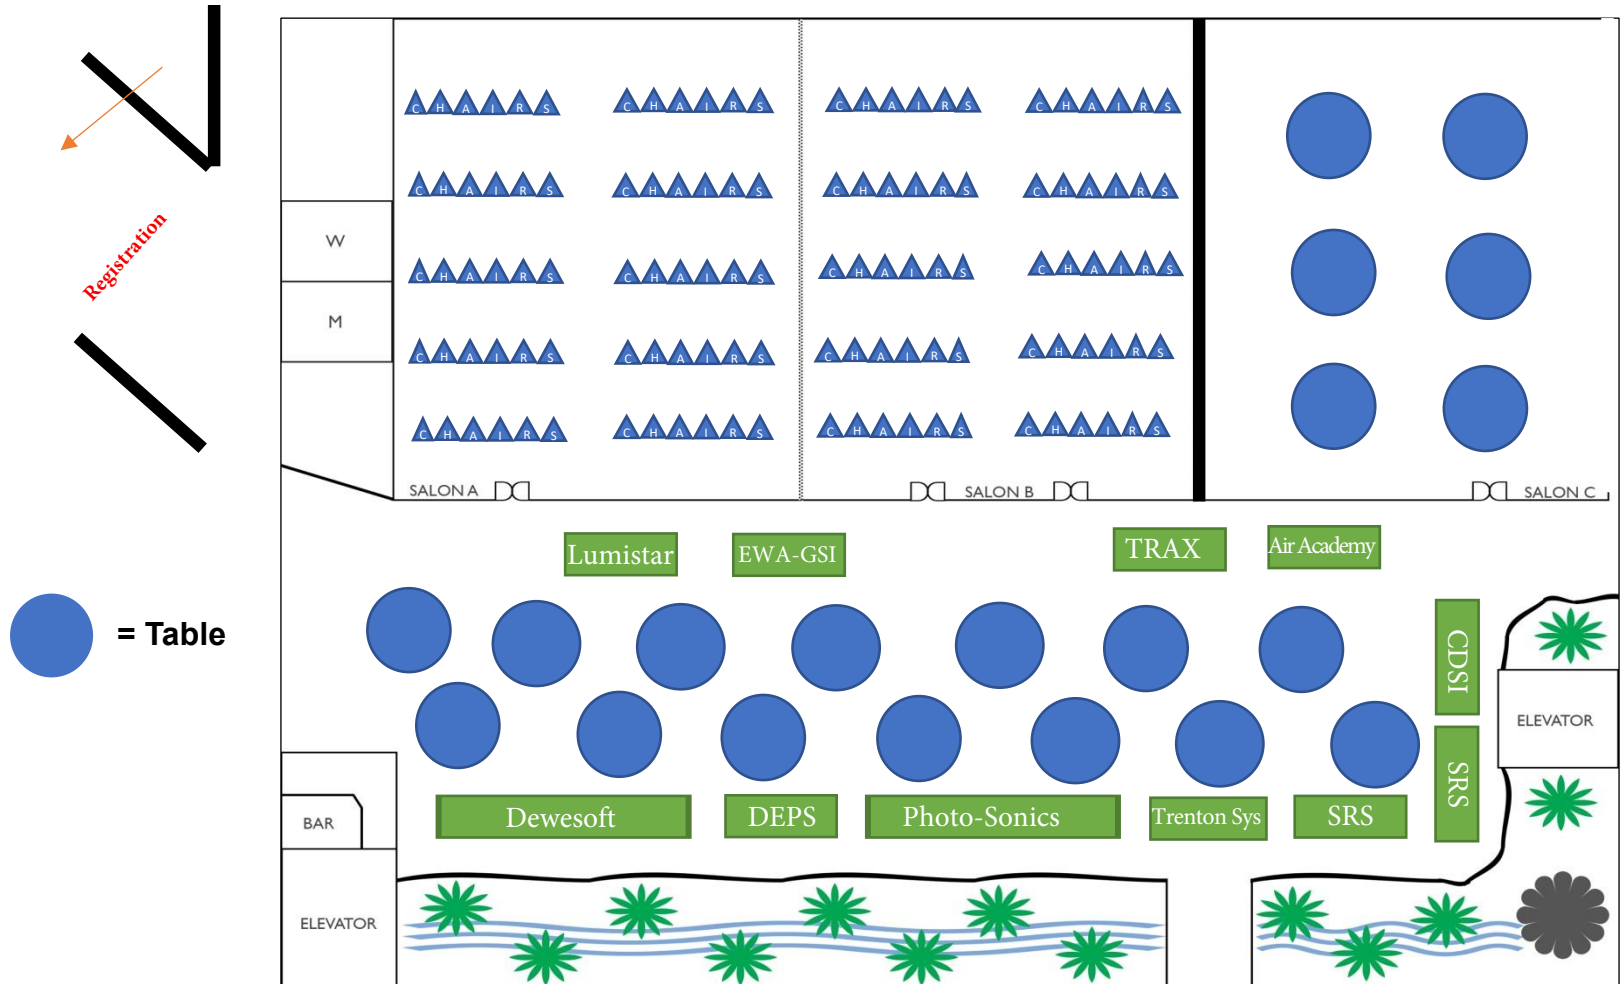 C H A I R S C H A I R S C H A I R S C H A I R S
C H A I R S C H A I R S C H A I R S C H A I R S
Registration
W
C H A I R S C H A I R S C H A I R S C H A I R S
M
C H A I R S C H A I R S C H A I R S C H A I R S
C H A I R S C H A I R S C H A I R S C H A I R S
SALON A
SALON B
SALON C
Lumistar
EWA-GSI
TRAX
Air Academy
= Table
CDSI
ELEVATOR
SRS
BAR
Dewesoft
DEPS
Photo-Sonics
Trenton Sys
SRS
ELEVATOR